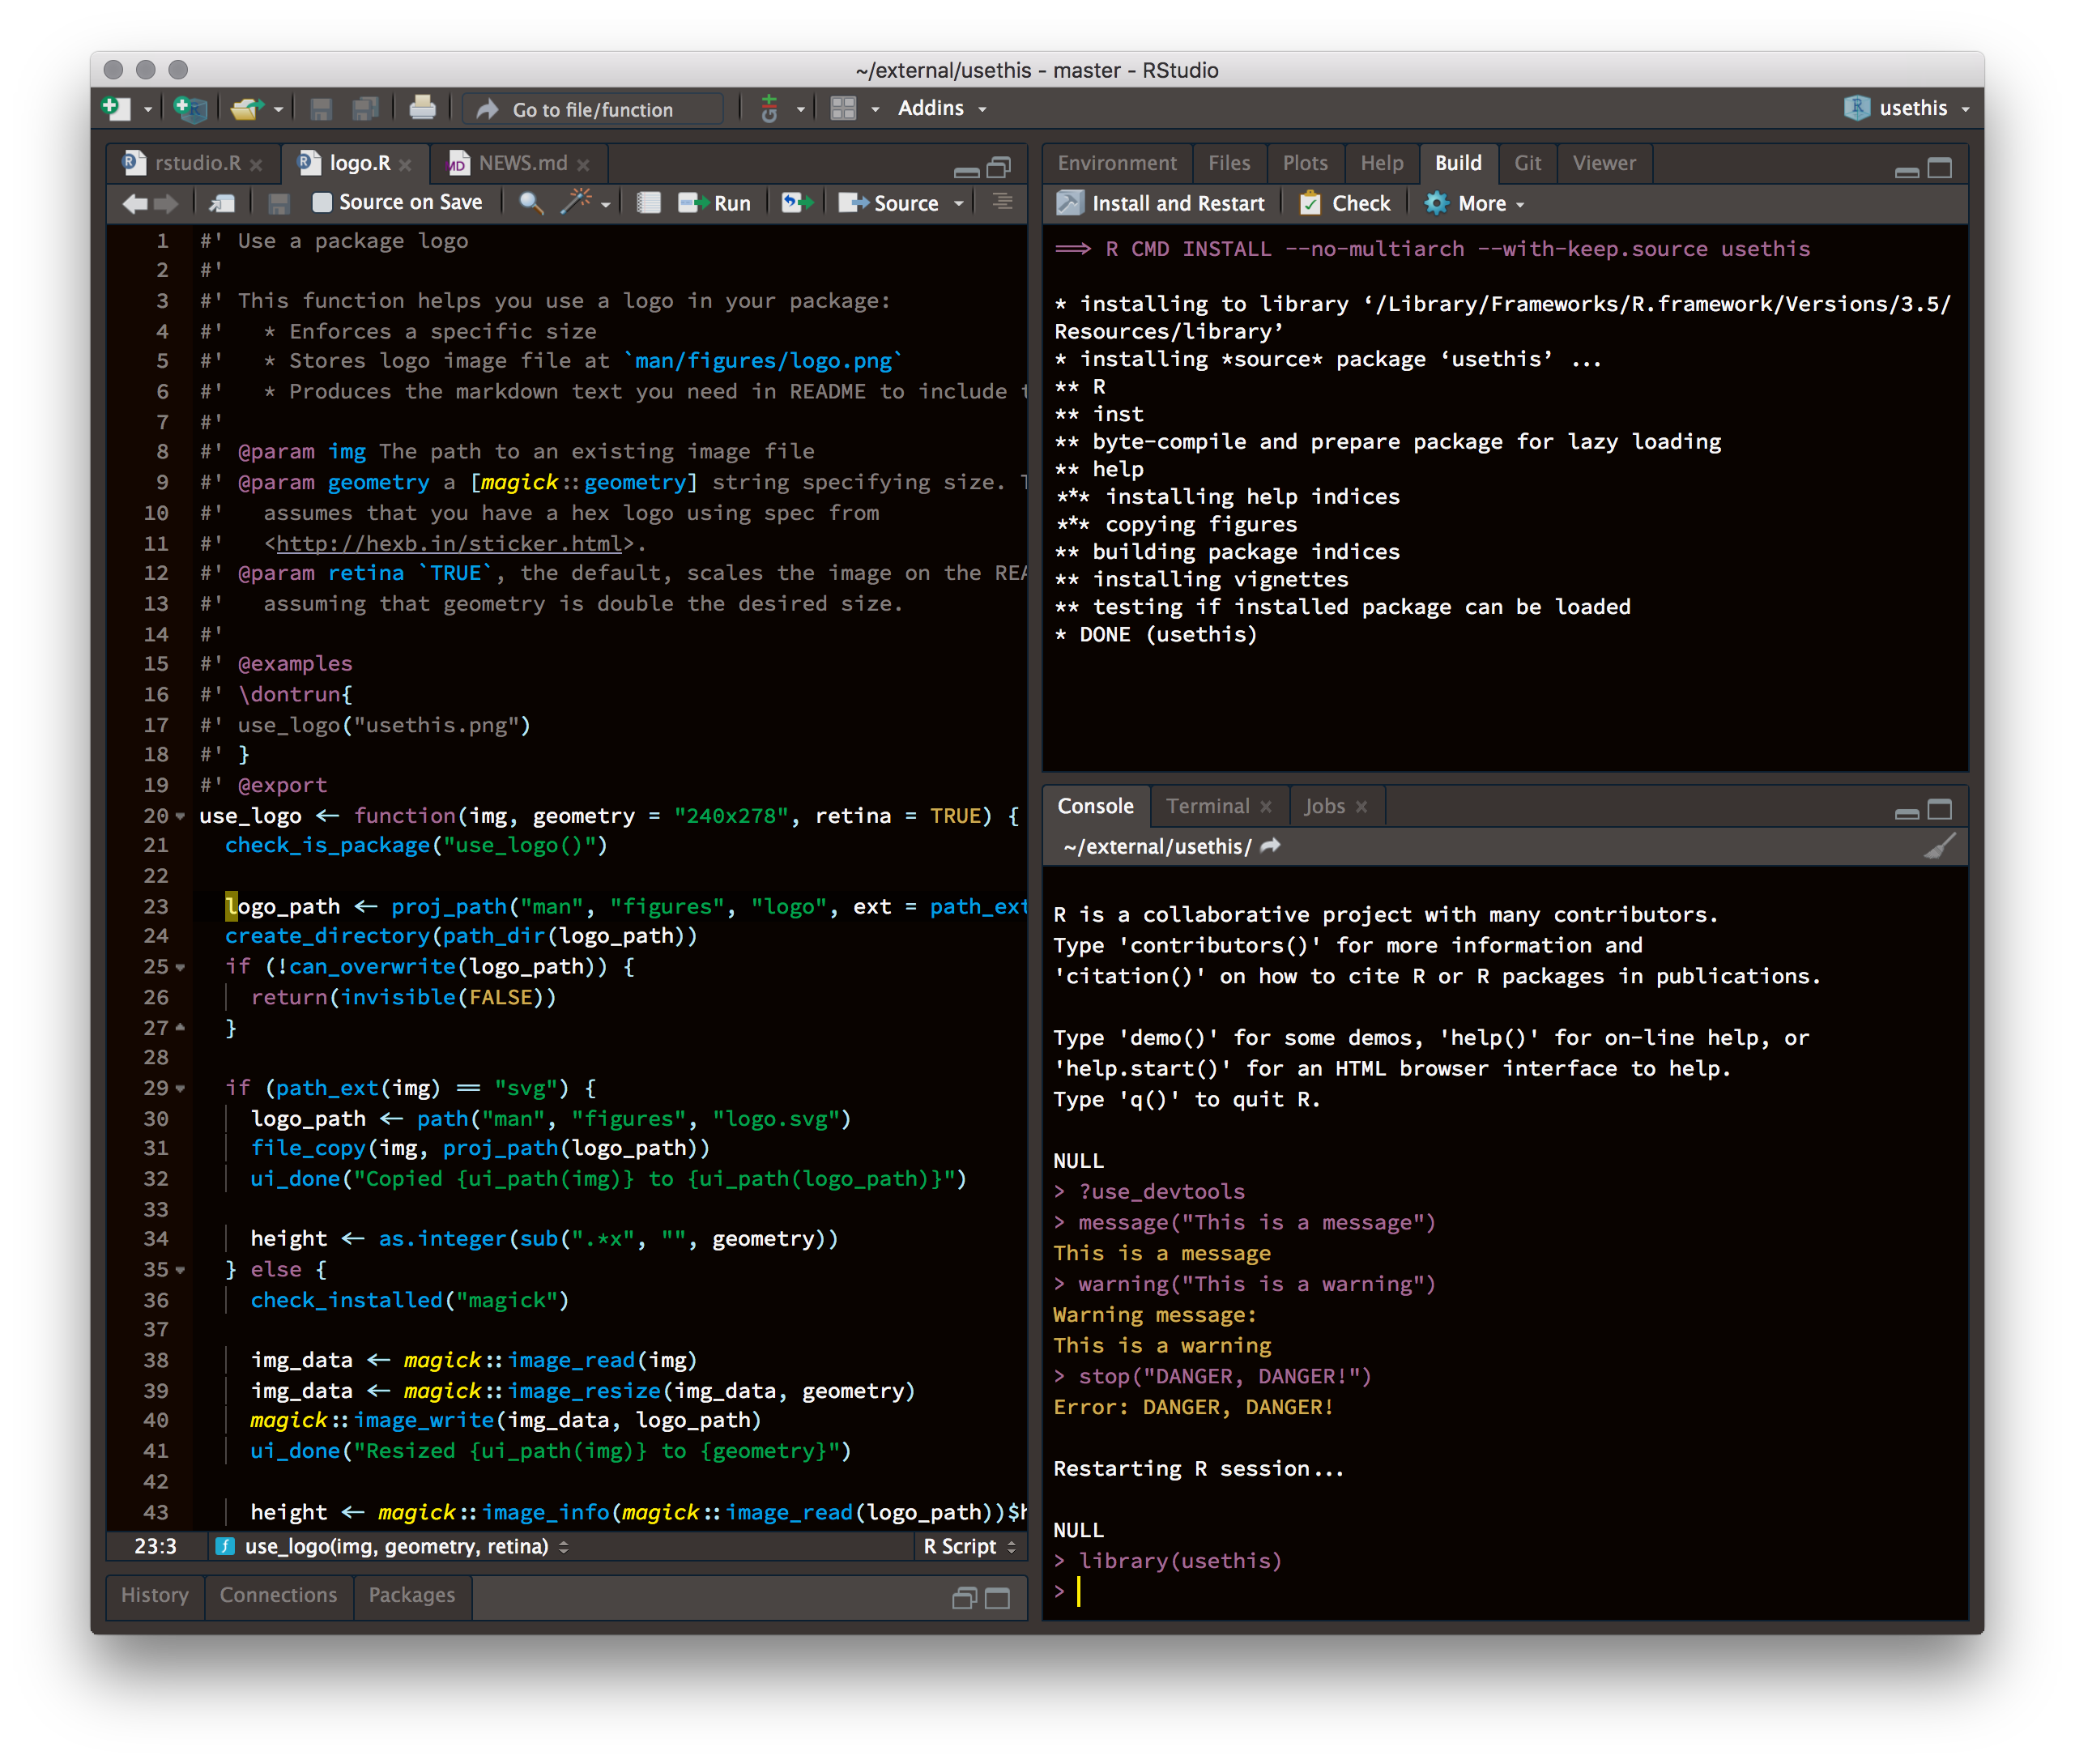 ~/external/usethis - master - RStudio
Go to file/function
Addins
usethis
rstudio.R
logo.R
NEWS.md
Source on Save
Run
Source
1 #' Use a package logo
2 #'
3 #' This function helps you use a logo in your package:
4 #'   * Enforces a specific size
5 #'   * Stores logo image file at `man/figures/logo.png`
6 #'   * Produces the markdown text you need in README to include
7 #'
8 #' @param img The path to an existing image file
9 #' @param geometry a [magick::geometry] string specifying size.
10 #'   assumes that you have a hex logo using spec from
11 #'   <http://hexb.in/sticker.html>.
12 #' @param retina `TRUE`, the default, scales the image on the
13 #'   assuming that geometry is double the desired size.
14 #'
15 #' @examples
16 #' \dontrun{
17 #' use_logo("usethis.png")
18 #' }
19 #' @export
20 use_logo <- function(img, geometry = "240x278", retina = TRUE) {
21   check_is_package("use_logo()")
22
23   logo_path <- proj_path("man", "figures", "logo", ext = path_ext
24   create_directory(path_dir(logo_path))
25   if (!can_overwrite(logo_path)) {
26     return(invisible(FALSE))
27   }
28
29   if (path_ext(img) == "svg") {
30     logo_path <- path("man", "figures", "logo.svg")
31     file_copy(img, proj_path(logo_path))
32     ui_done("Copied {ui_path(img)} to {ui_path(logo_path)}")
33
34     height <- as.integer(sub(".*x", "", geometry))
35   } else {
36     check_installed("magick")
37
38     img_data <- magick::image_read(img)
39     img_data <- magick::image_resize(img_data, geometry)
40     magick::image_write(img_data, logo_path)
41     ui_done("Resized {ui_path(img)} to {geometry}")
42
43     height <- magick::image_info(magick::image_read(logo_path))$h
23:3
use_logo(img, geometry, retina)
R Script
History
Connections
Packages
Environment
Files
Plots
Help
Build
Git
Viewer
Install and Restart
Check
More
==> R CMD INSTALL --no-multiarch --with-keep.source usethis
* installing to library ‘/Library/Frameworks/R.framework/Versions/3.5/
Resources/library’
* installing *source* package ‘usethis’ ...
** R
** inst
** byte-compile and prepare package for lazy loading
** help
*** installing help indices
*** copying figures
** building package indices
** installing vignettes
** testing if installed package can be loaded
* DONE (usethis)
Console
Terminal
Jobs
~/external/usethis/
R is a collaborative project with many contributors.
Type 'contributors()' for more information and
'citation()' on how to cite R or R packages in publications.
Type 'demo()' for some demos, 'help()' for on-line help, or
'help.start()' for an HTML browser interface to help.
Type 'q()' to quit R.
NULL
> ?use_devtools
> message("This is a message")
This is a message
> warning("This is a warning")
Warning message:
This is a warning
> stop("DANGER, DANGER!")
Error: DANGER, DANGER!
Restarting R session...
NULL
> library(usethis)
>